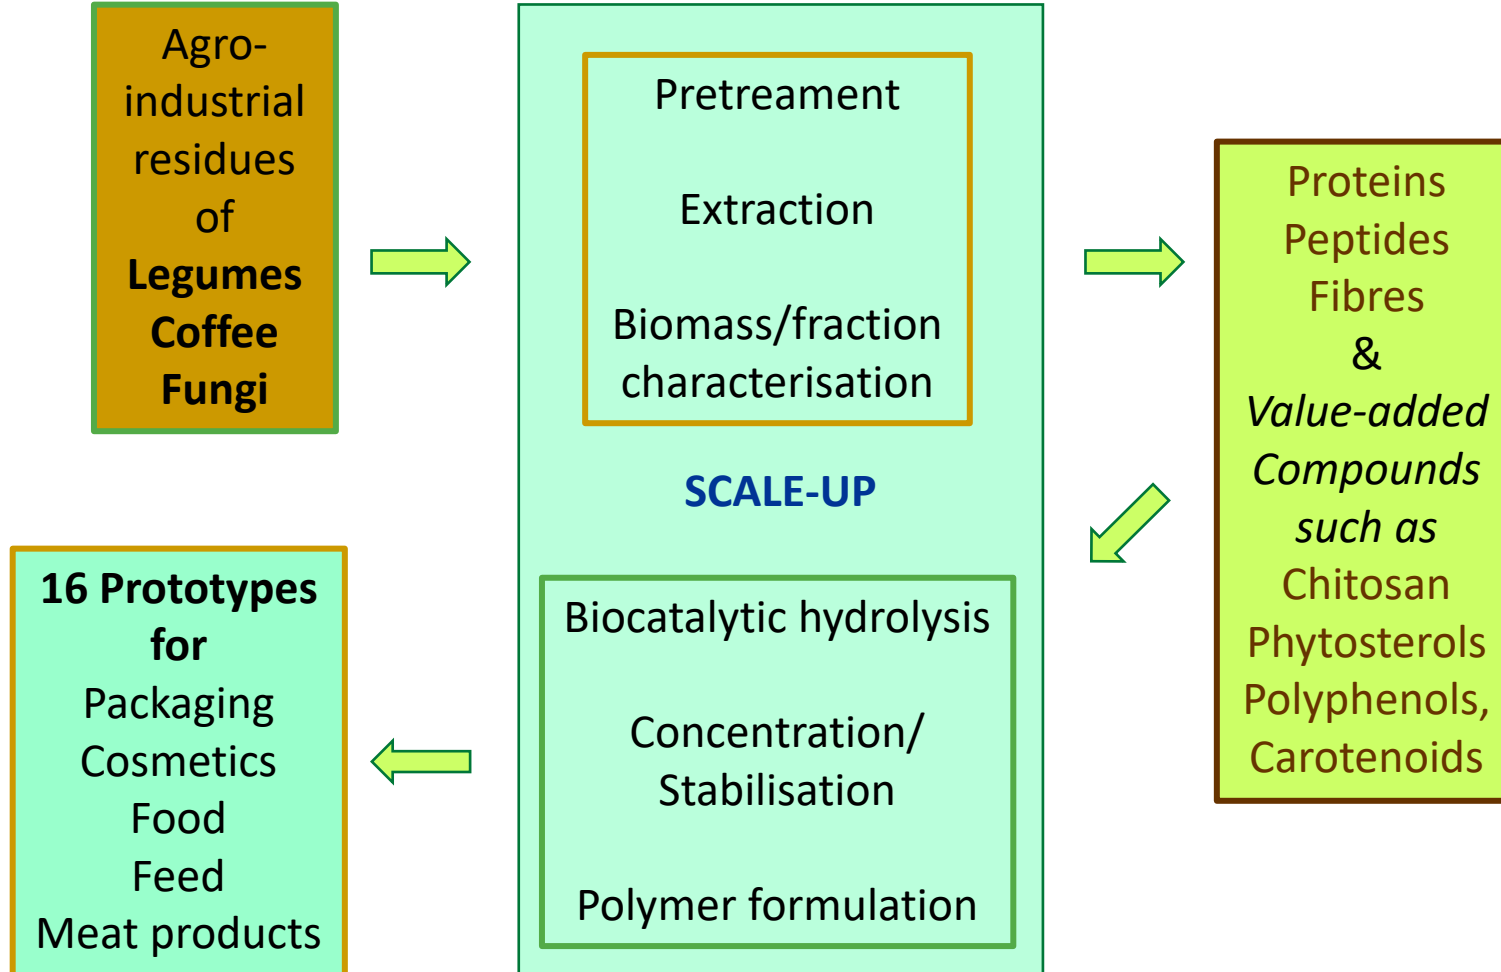 Agro-
industrial
residues
of
Legumes
Coffee
Fungi
Pretreament
Extraction
Biomass/fraction
characterisation
SCALE-UP
Proteins
Peptides
Fibres
&
Value-added
Compounds
such as
Chitosan
Phytosterols
Polyphenols,
Carotenoids
Biocatalytic hydrolysis
Concentration/
Stabilisation
Polymer formulation
16 Prototypes
for
Packaging
Cosmetics
Food
Feed
Meat products